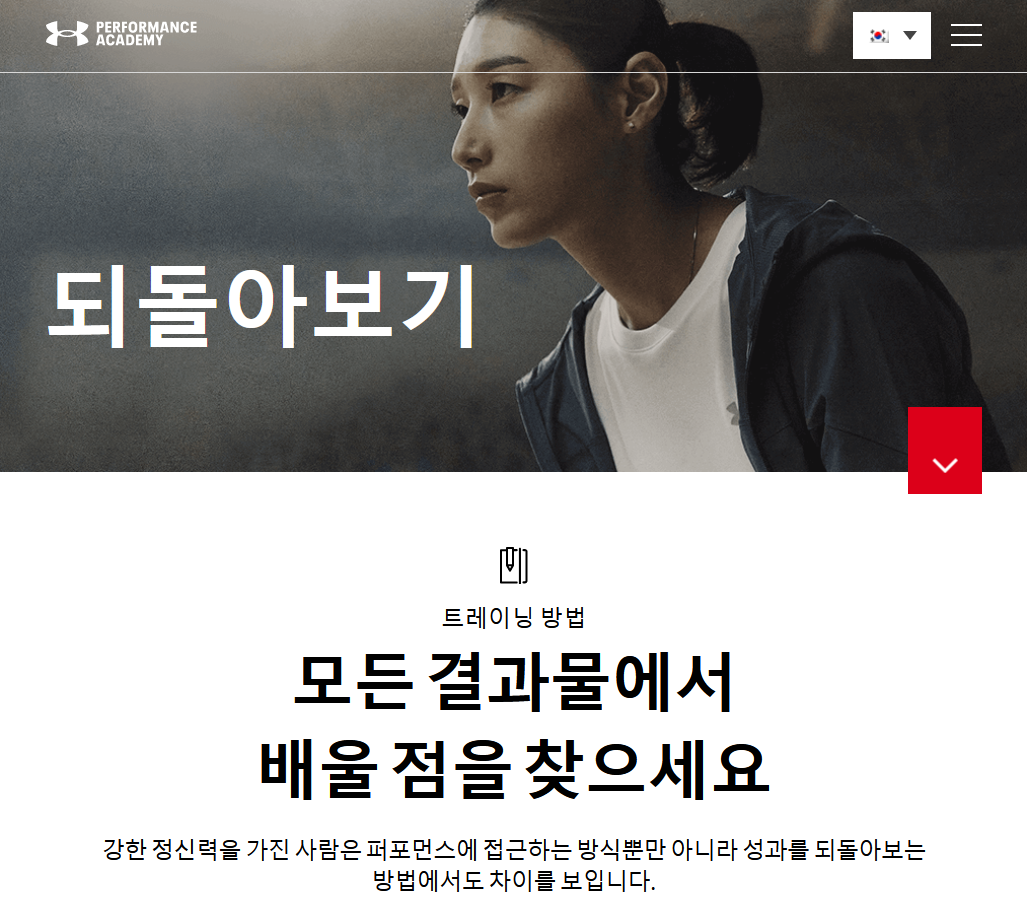 PERFORMANCE
ACADEMY
되돌아보기
트레이닝 방법
모든 결과물에서
배울 점을 찾으세요
강한 정신력을 가진 사람은 퍼포먼스에 접근하는 방식뿐만 아니라 성과를 되돌아보는
방법에서도 차이를 보입니다.